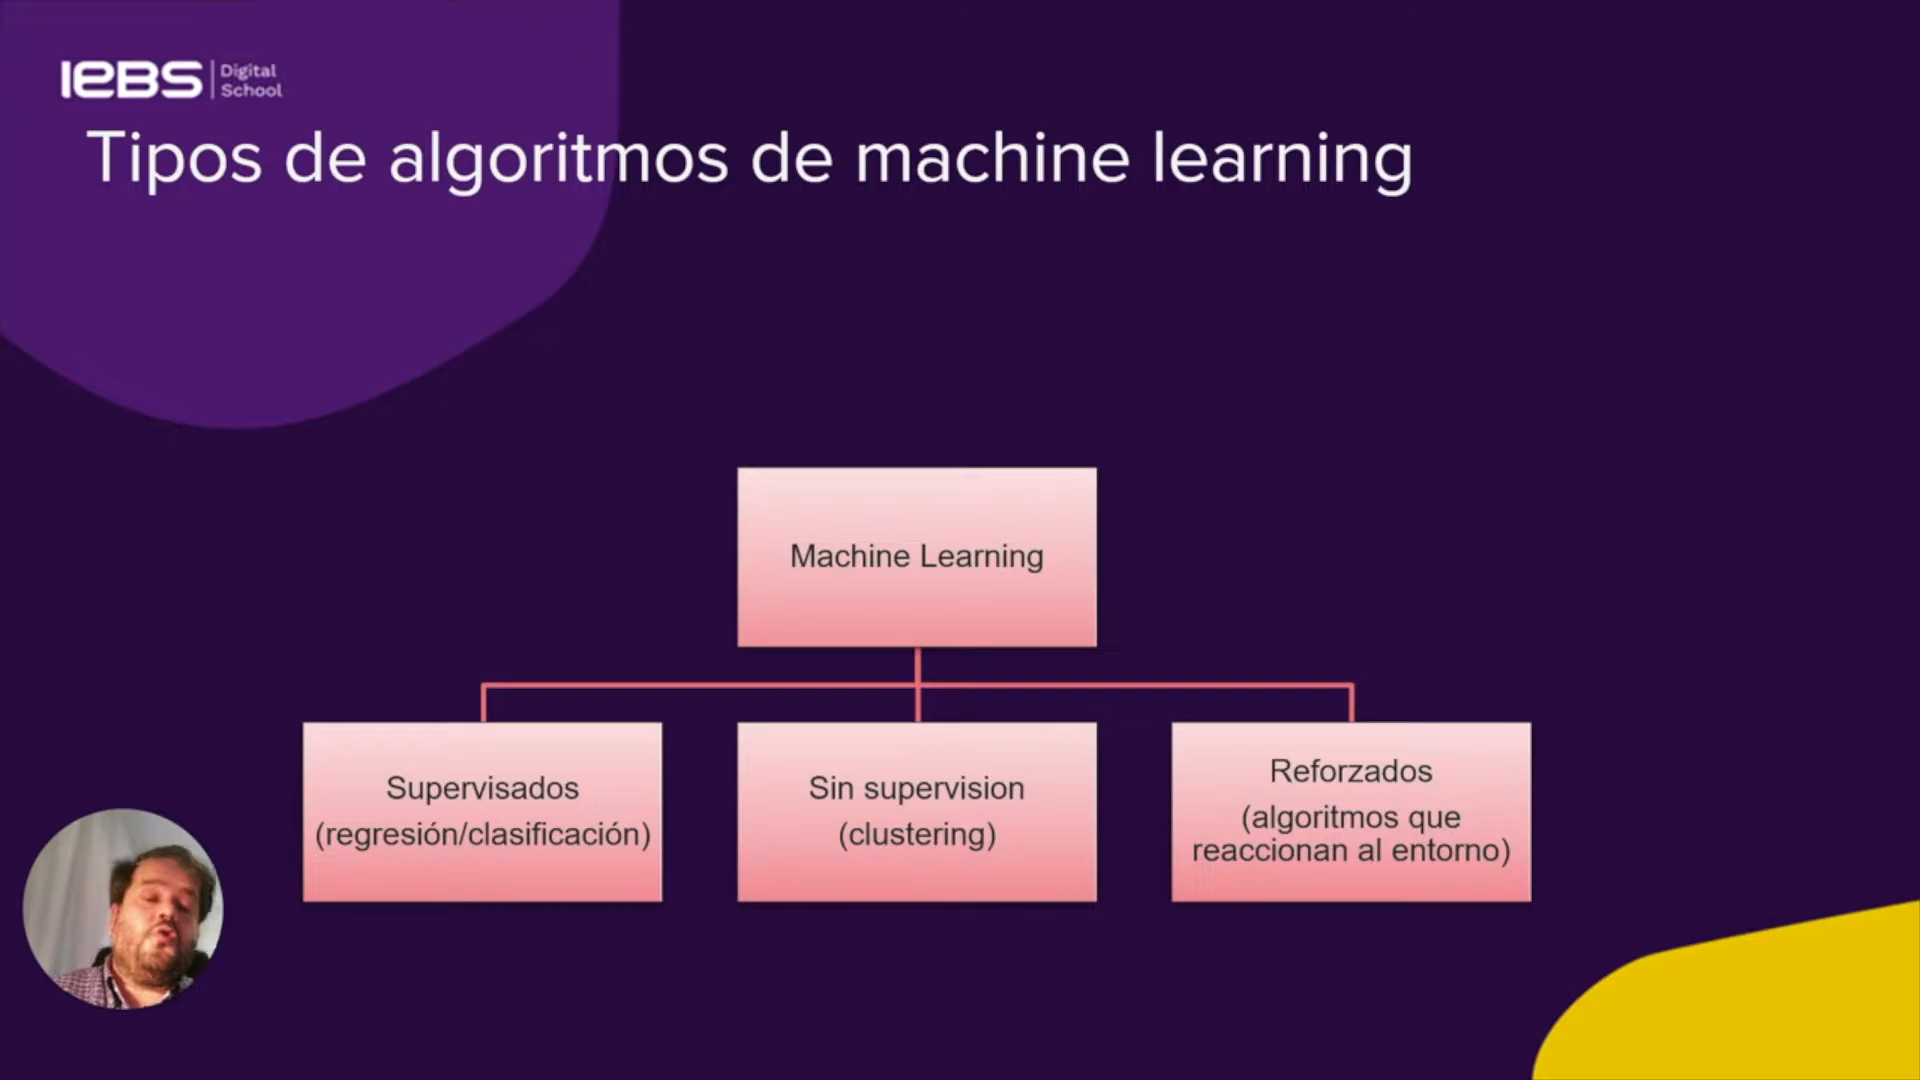 IEBS
Digital
School
Tipos de algoritmos de machine learning
Machine Learning
Supervisados
(regresión/clasificación)
Sin supervision
(clustering)
Reforzados
(algoritmos que
reaccionan al entorno)